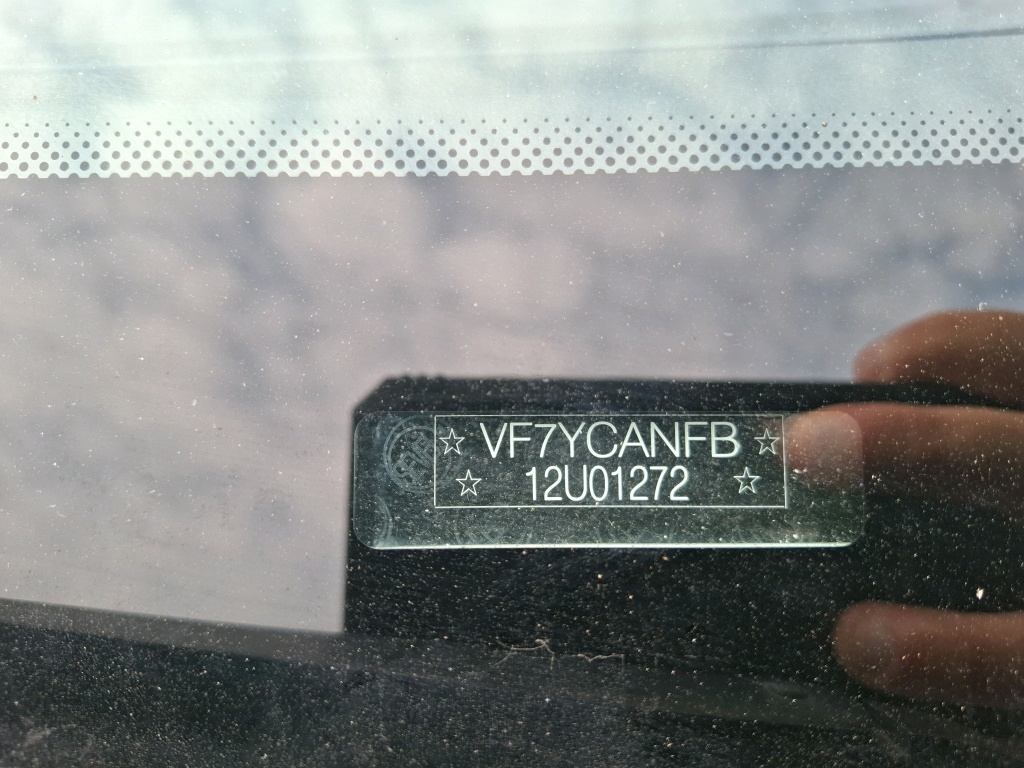 ☆ VF7YCANFB ☆
☆ 12U01272 ☆